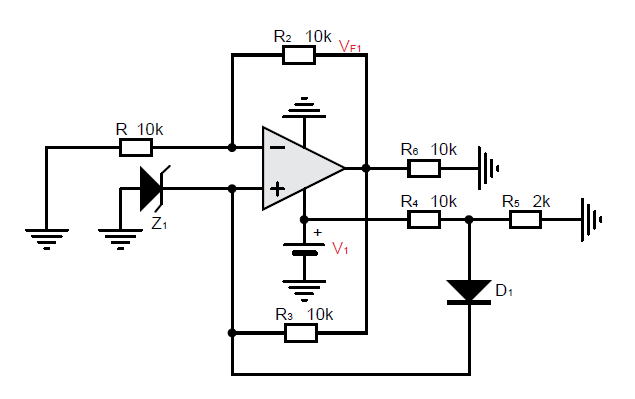 R₂ 10k
V_F1
R 10k
R₆ 10k
Z₁
R₄ 10k
R₅ 2k
+
V₁
D₁
R₃ 10k